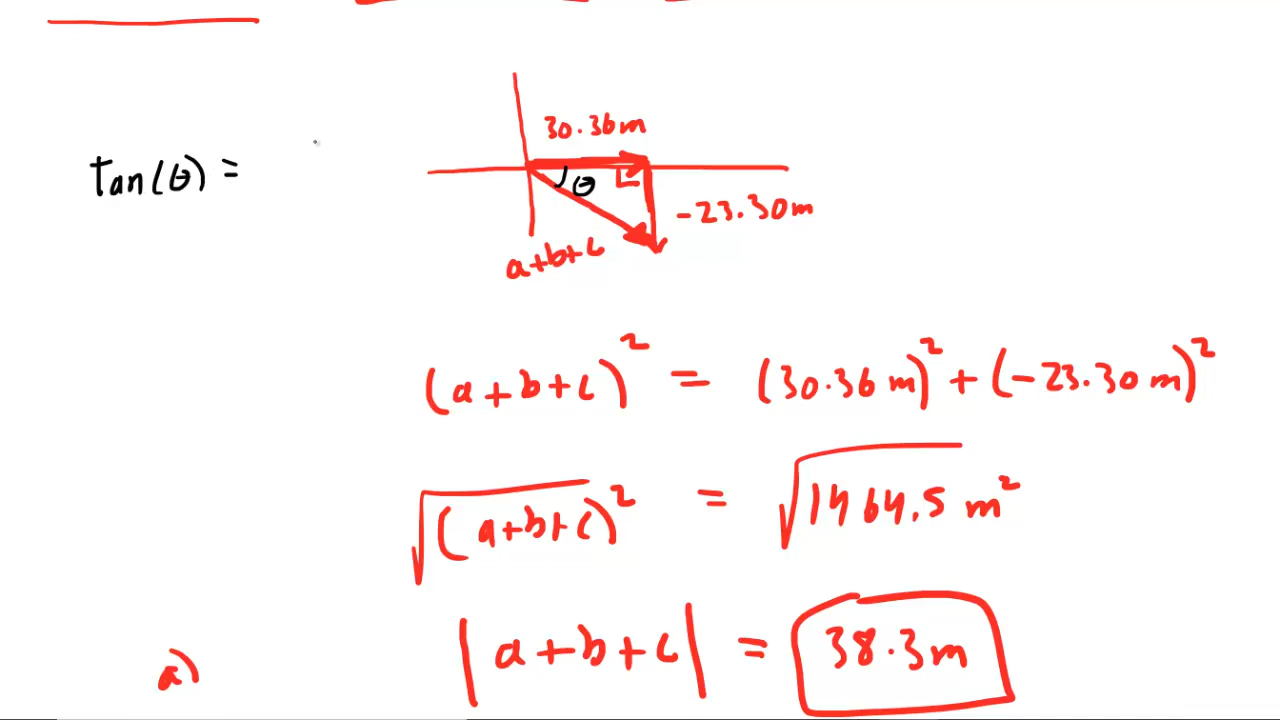 30.36m
tan(θ) =
θ
-23.30m
a+b+c
(a+b+c)² = (30.36 m)² + (-23.30 m)²
√(a+b+c)² = √1464.5 m²
a) |a+b+c| = 38.3m